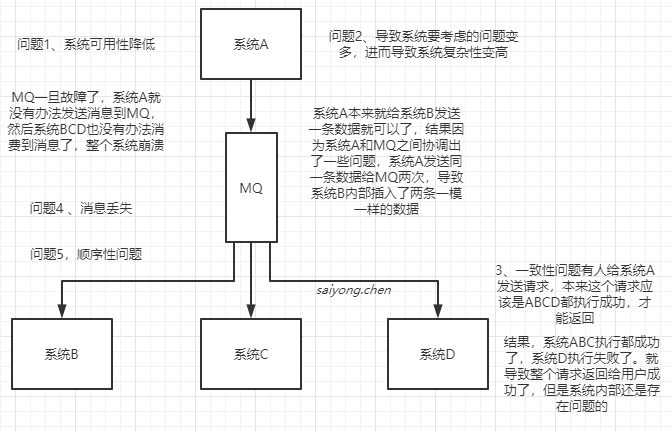 问题1、系统可用性降低
系统A
问题2、导致系统要考虑的问题变
多，进而导致系统复杂性变高
MQ一旦故障了，系统A就
没有办法发送消息到MQ，
然后系统BCD也没有办法消
费到消息了，整个系统崩溃
系统A本来就给系统B发送
一条数据就可以了，结果因
为系统A和MQ之间协调出
了一些问题，系统A发送同
一条数据给MQ两次，导致
系统B内部插入了两条一模
一样的数据
MQ
问题4 、消息丢失
问题5，顺序性问题
saiyong.chen
3、一致性问题有人给系统A
发送请求，本来这个请求应
该是ABCD都执行成功，才
能返回
系统B
系统C
系统D
结果，系统ABC执行都成功
了，系统D执行失败了。就
导致整个请求返回给用户成
功了，但是系统内部还是存
在问题的